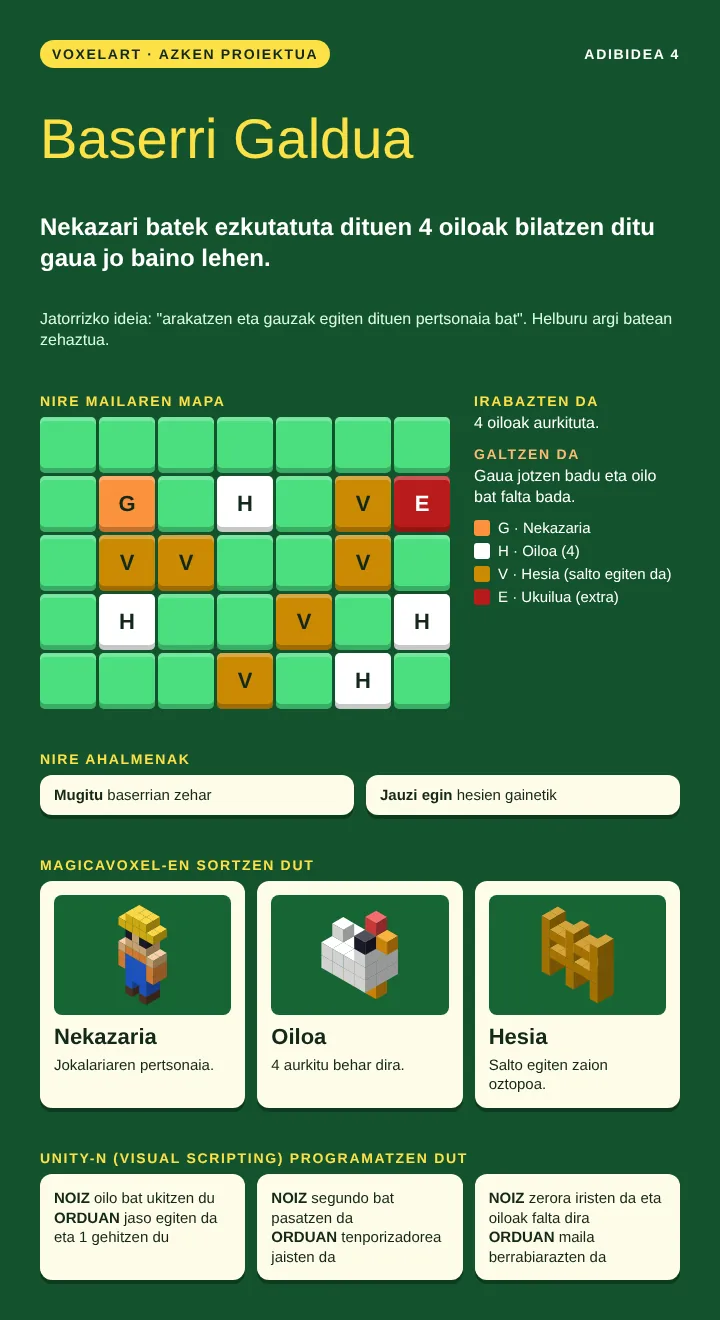 VOXELART · AZKEN PROIEKTUA
ADIBIDEA 4
Baserri Galdua
Nekazari batek ezkutatuta dituen 4 oiloak bilatzen ditu
gaua jo baino lehen.
Jatorrizko ideia: "arakatzen eta gauzak egiten dituen pertsonaia bat". Helburu argi batean
zehaztua.
NIRE MAILAREN MAPA
G H V E
V V V
H V H
V H
IRABAZTEN DA
4 oiloak aurkituta.
GALTZEN DA
Gaua jotzen badu eta oilo
bat falta bada.
G · Nekazaria
H · Oiloa (4)
V · Hesia (salto egiten da)
E · Ukuilua (extra)
NIRE AHALMENAK
Mugitu baserrian zehar
Jauzi egin hesien gainetik
MAGICAVOXEL-EN SORTZEN DUT
Nekazaria
Jokalariaren pertsonaia.
Oiloa
4 aurkitu behar dira.
Hesia
Salto egiten zaion
oztopoa.
UNITY-N (VISUAL SCRIPTING) PROGRAMATZEN DUT
NOIZ oilo bat ukitzen du
ORDUAN jaso egiten da
eta 1 gehitzen du
NOIZ segundo bat
pasatzen da
ORDUAN tenporizadorea
jaisten da
NOIZ zerora iristen da eta
oiloak falta dira
ORDUAN maila
berrabiarazten da